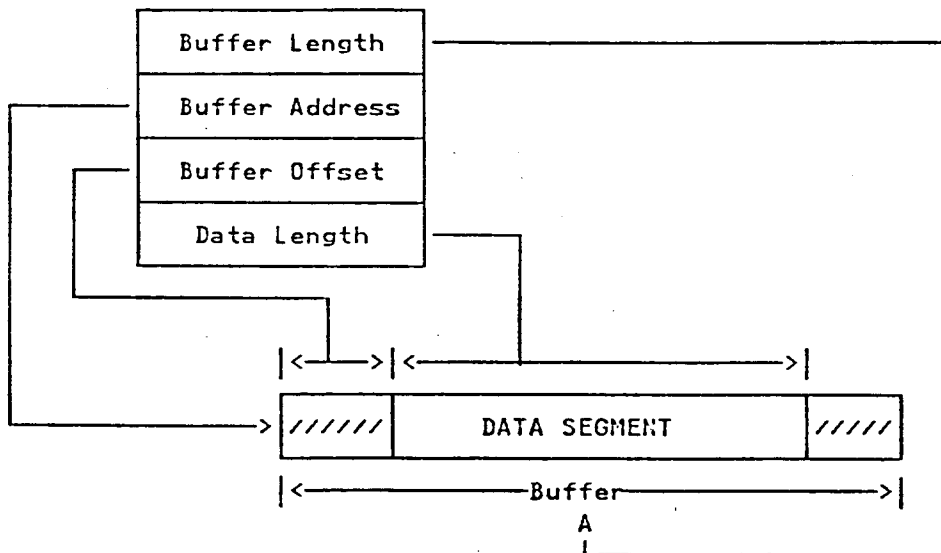 Buffer Length
Buffer Address
Buffer Offset
Data Length
|<---->|<-------------->|
////// DATA SEGMENT /////
|<--------Buffer-------->|
A